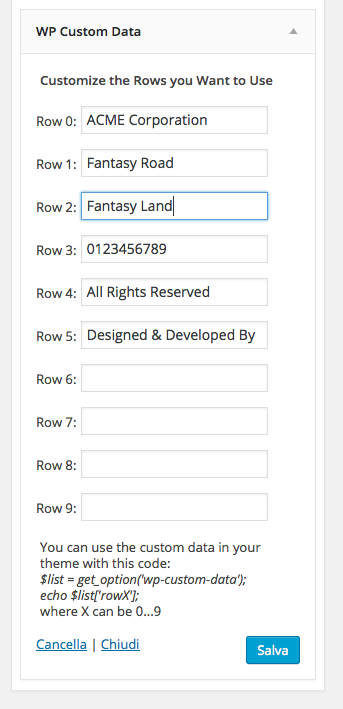 WP Custom Data
Customize the Rows you Want to Use
Row 0: ACME Corporation
Row 1: Fantasy Road
Row 2: Fantasy Land
Row 3: 0123456789
Row 4: All Rights Reserved
Row 5: Designed & Developed By
Row 6:
Row 7:
Row 8:
Row 9:
You can use the custom data in your
theme with this code:
$list = get_option('wp-custom-data');
echo $list['rowX'];
where X can be 0...9
Cancella | Chiudi Salva